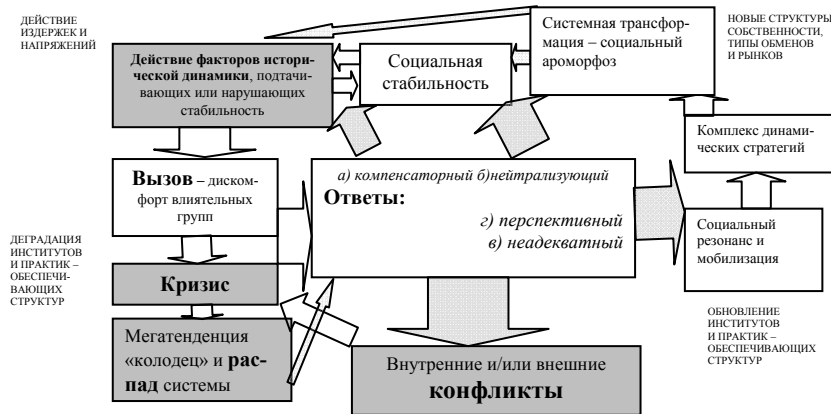 ДЕЙСТВИЕ
ИЗДЕРЖЕК И
НАПРЯЖЕНИЙ
Действие факторов истори-
ческой динамики, подтачи-
вающих или нарушающих
стабильность
Социальная
стабильность
Системная трансфор-
мация – социальный
ароморфоз
НОВЫЕ СТРУКТУРЫ
СОБСТВЕННОСТИ,
ТИПЫ ОБМЕНОВ
И РЫНКОВ
Комплекс динами-
ческих стратегий
Вызов – диском-
форт влиятельных
групп
а) компенсаторный б)нейтрализующий
Ответы:
г) перспективный
в) неадекватный
Социальный
резонанс и
мобилизация
ДЕГРАДАЦИЯ
ИНСТИТУТОВ
И ПРАКТИК –
ОБЕСПЕЧИ-
ВАЮЩИХ
СТРУКТУР
Кризис
Мегатенденция
«колодец» и рас-
пад системы
Внутренние и/или внешние
конфликты
ОБНОВЛЕНИЕ
ИНСТИТУТОВ
И ПРАКТИК –
ОБЕСПЕЧИВАЮЩИХ
СТРУКТУР